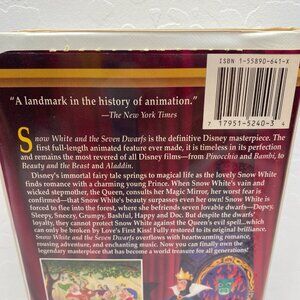 ISBN 1-55890-641-X
7 17951 5240 3
"A landmark in the history of animation."
—The New York Times
Snow White and the Seven Dwarfs is the definitive Disney masterpiece. The
first full-length animated feature ever made, it is timeless in its perfection
and remains the most revered of all Disney films—from Pinocchio and Bambi, to
Beauty and the Beast and Aladdin.
Disney's immortal fairy tale springs to magical life as the lovely Snow White
finds romance with a charming young Prince. When Snow White's vain and
wicked stepmother, the Queen, consults her Magic Mirror, her worst fear is
confirmed—that Snow White's beauty surpasses even her own! Snow White is
forced to flee into the forest, where she befriends seven lovable dwarfs—Dopey,
Sleepy, Sneezy, Grumpy, Bashful, Happy and Doc. But despite the dwarfs'
loyalty, they cannot protect Snow White against the Queen's evil spell...which
can only be broken by Love's First Kiss! Fully restored to its original brilliance,
Snow White and the Seven Dwarfs overflows with heartwarming romance,
rousing adventure, and enchanting music. Now you can finally own the
legendary masterpiece that has become a world treasure for all generations!